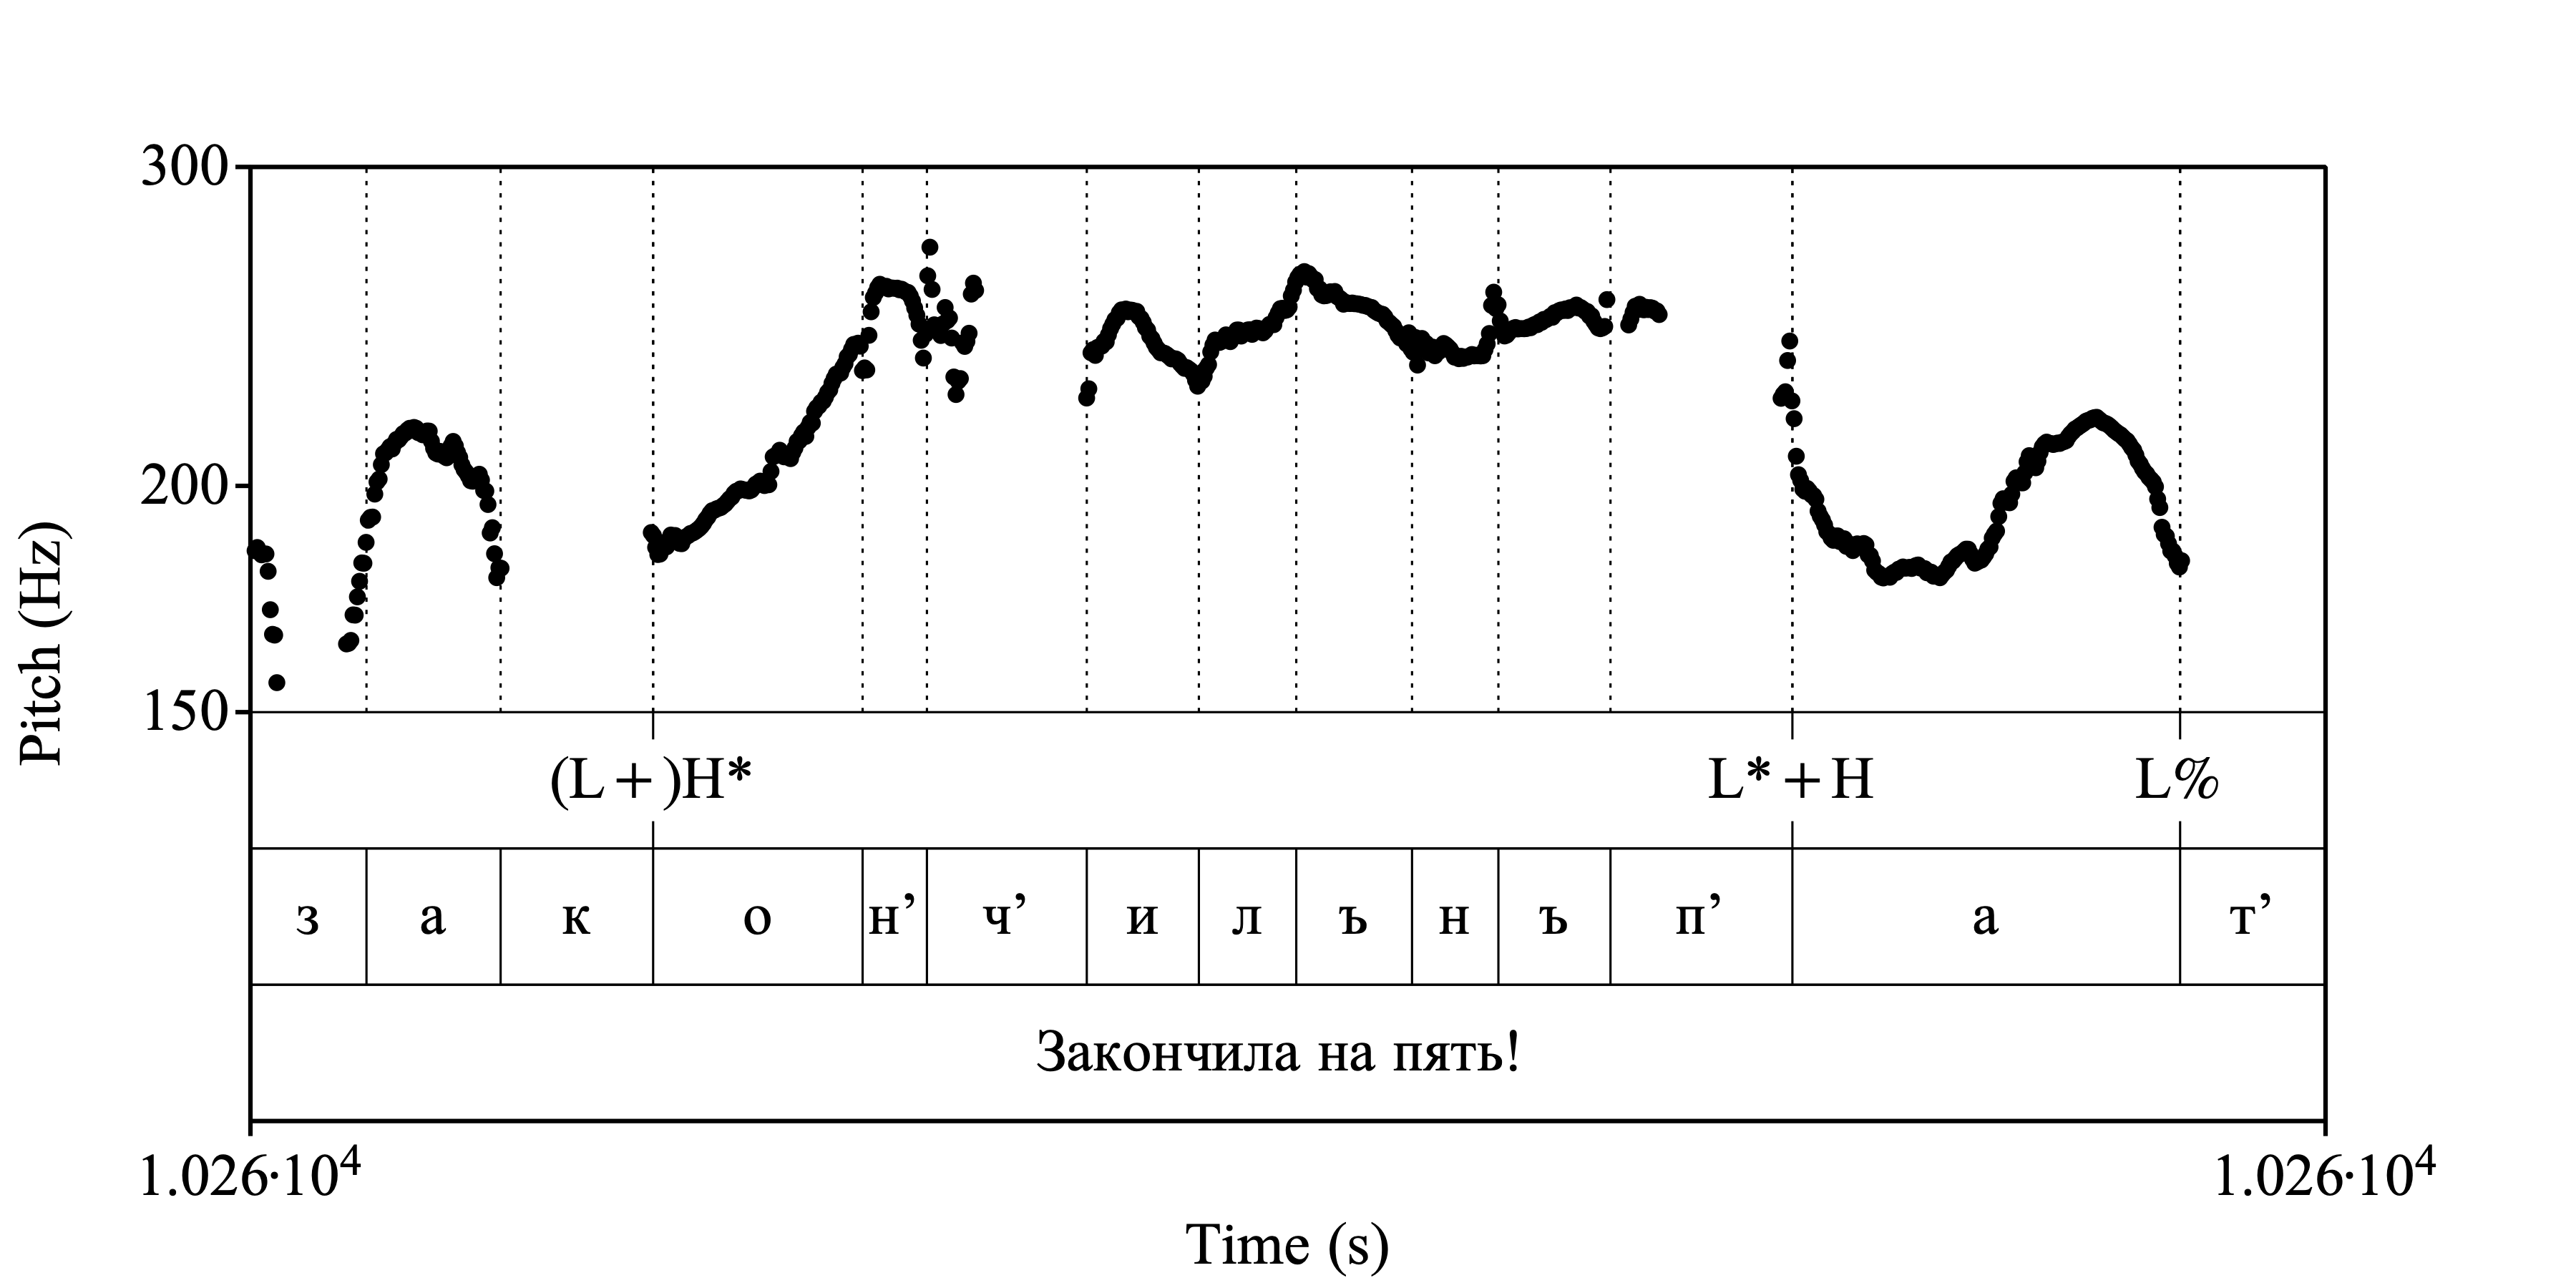 300
200
150
Pitch (Hz)
(L+)H* L*+H L%
з а к о н’ ч’ и л ъ н ъ п’ а т’
Закончила на пять!
1.026·10⁴ 1.026·10⁴
Time (s)